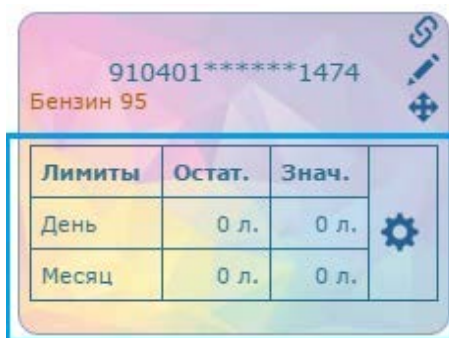 910401******1474
Бензин 95
Лимиты Остат. Знач.
День 0 л. 0 л.
Месяц 0 л. 0 л.